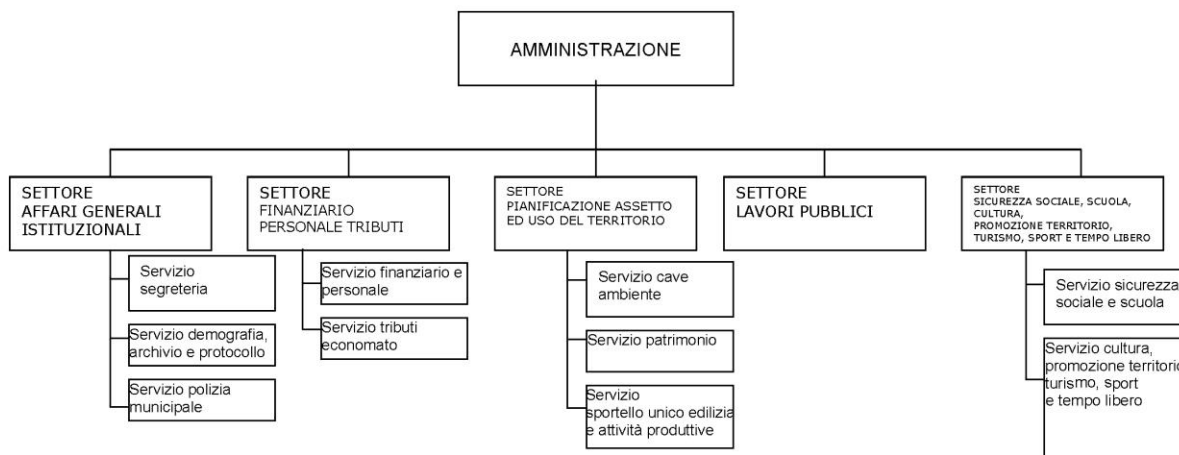 AMMINISTRAZIONE
SETTORE
AFFARI GENERALI
ISTITUZIONALI
SETTORE
FINANZIARIO
PERSONALE TRIBUTI
SETTORE
PIANIFICAZIONE ASSETTO
ED USO DEL TERRITORIO
SETTORE
LAVORI PUBBLICI
SETTORE
SICUREZZA SOCIALE, SCUOLA,
CULTURA,
PROMOZIONE TERRITORIO,
TURISMO, SPORT E TEMPO LIBERO
Servizio
segreteria
Servizio demografia,
archivio e protocollo
Servizio polizia
municipale
Servizio finanziario e
personale
Servizio tributi
economato
Servizio cave
ambiente
Servizio patrimonio
Servizio
sportello unico edilizia
e attività produttive
Servizio sicurezza
sociale e scuola
Servizio cultura,
promozione territorio
turismo, sport
e tempo libero